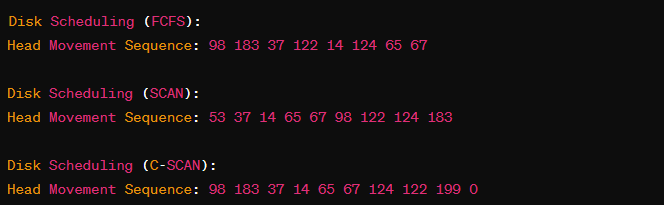 Disk Scheduling (FCFS):
Head Movement Sequence: 98 183 37 122 14 124 65 67
Disk Scheduling (SCAN):
Head Movement Sequence: 53 37 14 65 67 98 122 124 183
Disk Scheduling (C-SCAN):
Head Movement Sequence: 98 183 37 14 65 67 124 122 199 0